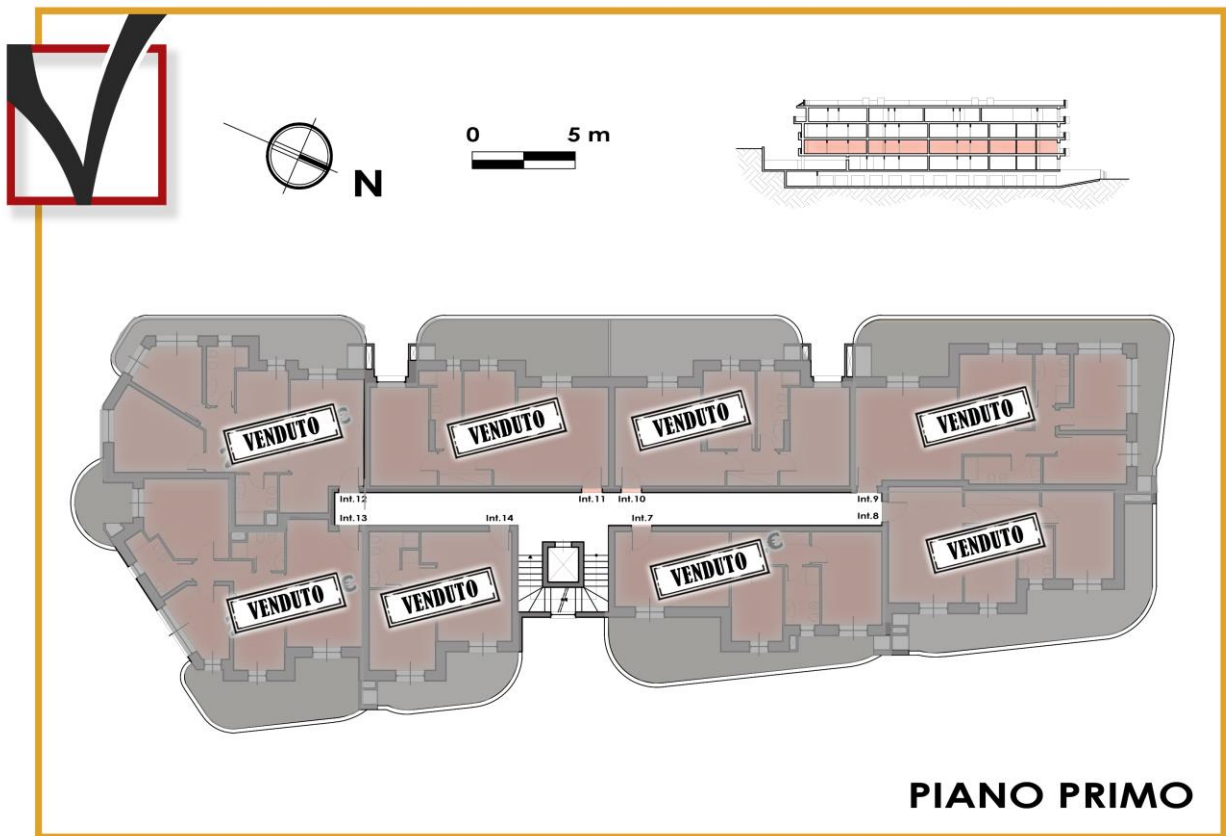 N
0 5 m
VENDUTO
€
VENDUTO
VENDUTO
VENDUTO
Int.12
Int.11
Int.10
Int.9
Int.13
Int.14
Int.7
Int.8
€
VENDUTO
€
VENDUTO
VENDUTO
VENDUTO
PIANO PRIMO